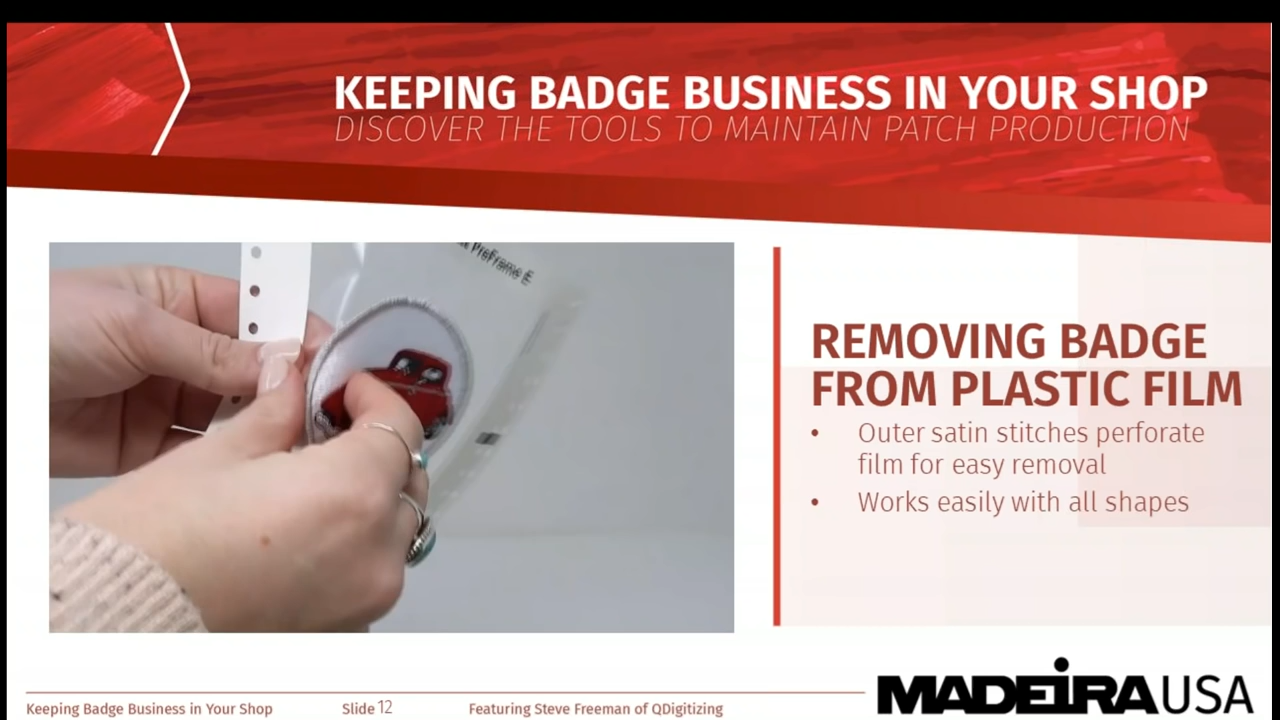 KEEPING BADGE BUSINESS IN YOUR SHOP
DISCOVER THE TOOLS TO MAINTAIN PATCH PRODUCTION
PreFrame E
REMOVING BADGE
FROM PLASTIC FILM
• Outer satin stitches perforate
film for easy removal
• Works easily with all shapes
Keeping Badge Business in Your Shop
Slide 12
Featuring Steve Freeman of QDigitizing
MADEIRA USA